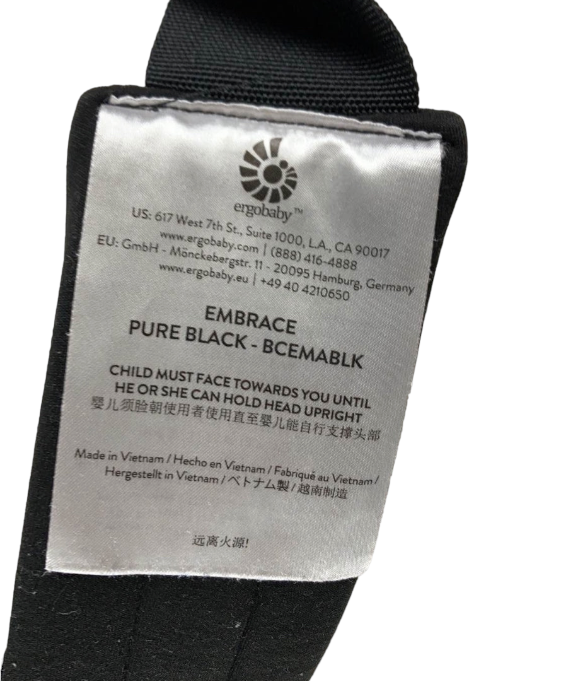 ergobaby™
US: 617 West 7th St., Suite 1000, L.A., CA 90017
www.ergobaby.com | (888) 416-4888
EU: GmbH - Mönckebergstr. 11 - 20095 Hamburg, Germany
www.ergobaby.eu | +49 40 4210650
EMBRACE
PURE BLACK - BCEMABLK
CHILD MUST FACE TOWARDS YOU UNTIL
HE OR SHE CAN HOLD HEAD UPRIGHT
婴儿须脸朝使用者使用直至婴儿能自行支撑头部
Made in Vietnam / Hecho en Vietnam / Fabriqué au Vietnam /
Hergestellt in Vietnam / ベトナム製 / 越南制造
远离火源!